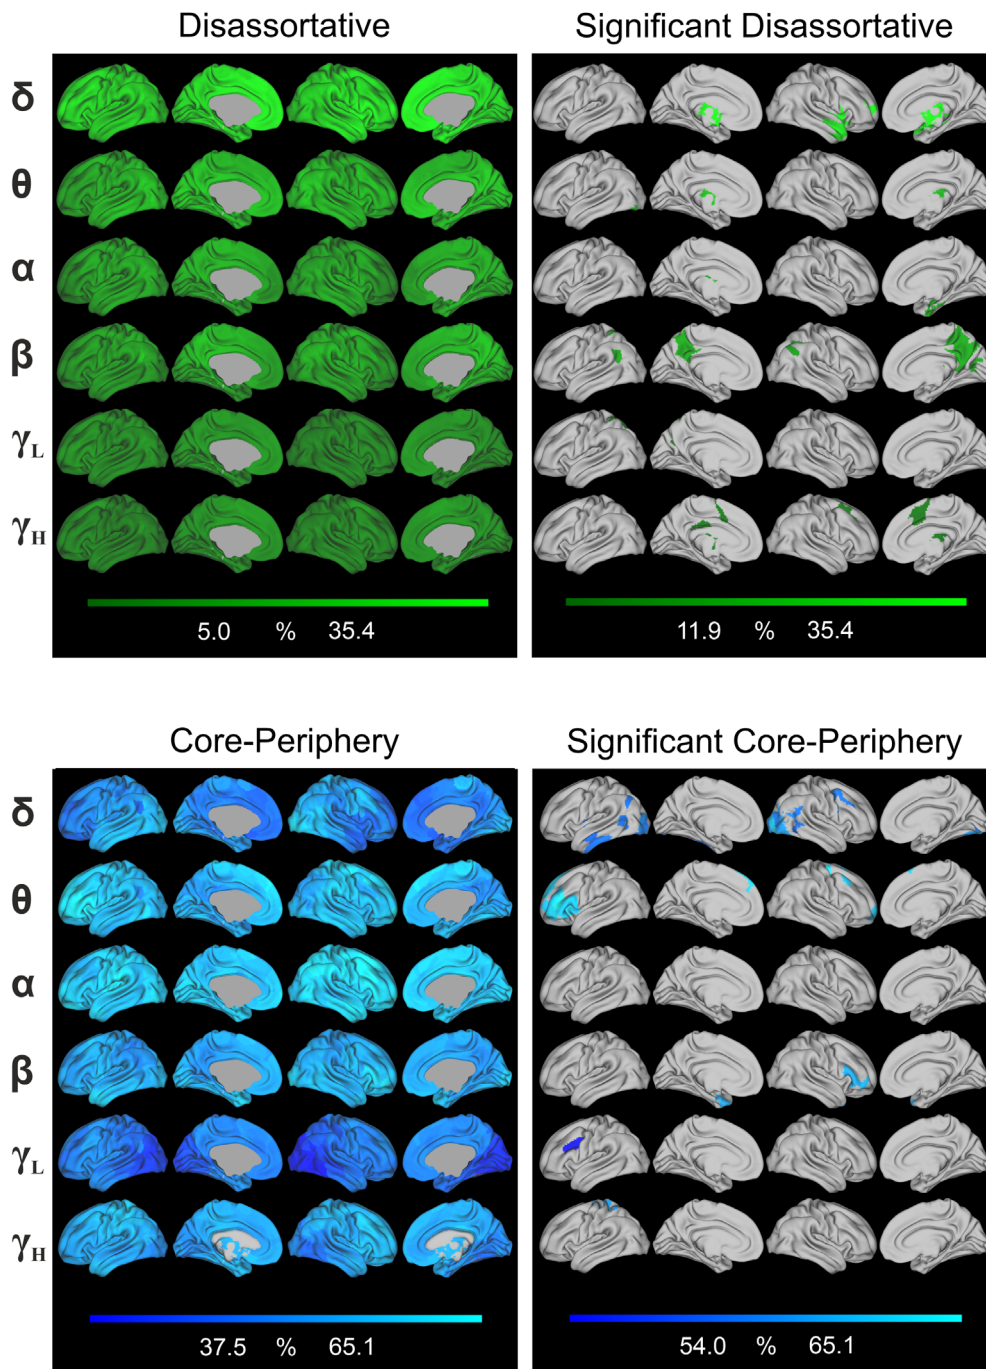 Disassortative
Significant Disassortative
δ
θ
α
β
γL
γH
5.0 % 35.4
11.9 % 35.4
Core-Periphery
Significant Core-Periphery
δ
θ
α
β
γL
γH
37.5 % 65.1
54.0 % 65.1